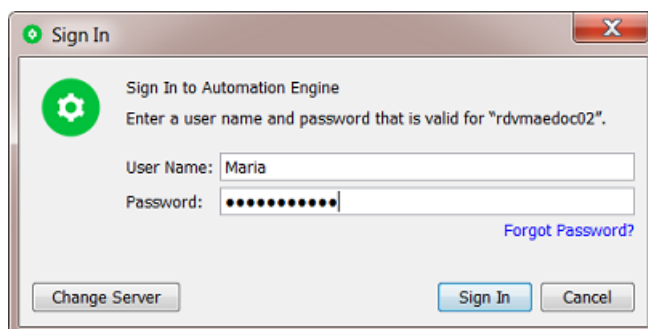 Sign In
Sign In to Automation Engine
Enter a user name and password that is valid for “rdvmaedoc02”.
User Name: Maria
Password: ●●●●●●●●●●●
Forgot Password?
Change Server Sign In Cancel